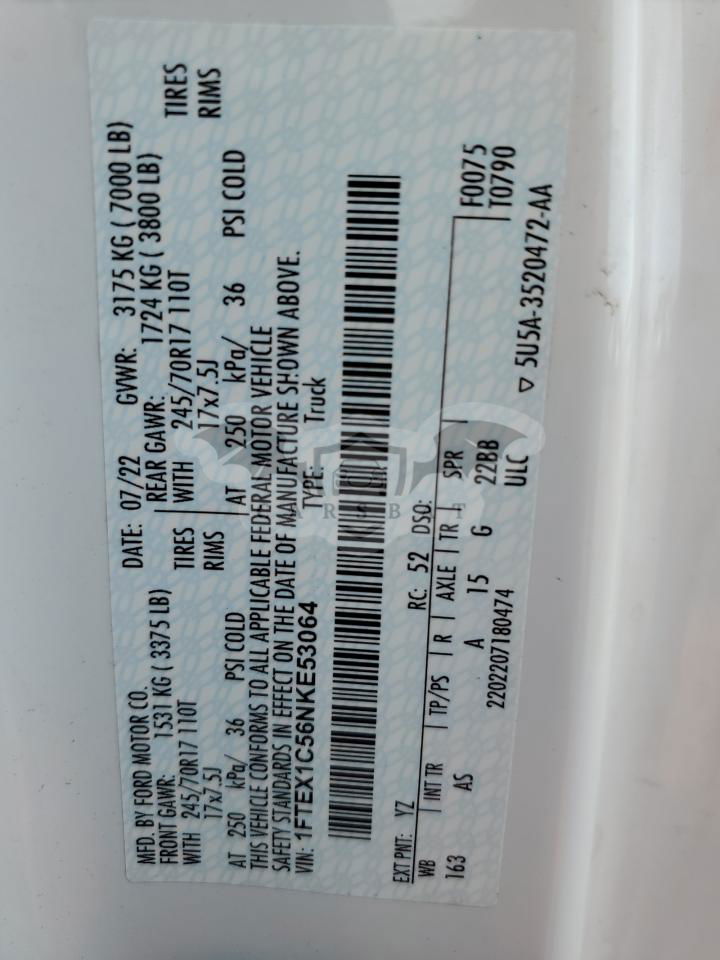 MFD. BY FORD MOTOR CO.
DATE: 07/22 GVWR: 3175 KG ( 7000 LB)
FRONT GAWR: 1531 KG ( 3375 LB) REAR GAWR: 1724 KG ( 3800 LB)
WITH 245/70R17 110T TIRES WITH 245/70R17 110T TIRES
17x7.5J RIMS 17x7.5J RIMS
AT 250 kPa/ 36 PSI COLD AT 250 kPa/ 36 PSI COLD
THIS VEHICLE CONFORMS TO ALL APPLICABLE FEDERAL MOTOR VEHICLE
SAFETY STANDARDS IN EFFECT ON THE DATE OF MANUFACTURE SHOWN ABOVE.
VIN: 1FTEX1C56NKE53064 TYPE: Truck
EXT PNT: YZ RC: 52 DSO: F0075
WB INT TR TP/PS R AXLE TR SPR T0790
163 AS A 15 G 22BB
2202207180474 ULC
▽ 5U5A-3520472-AA